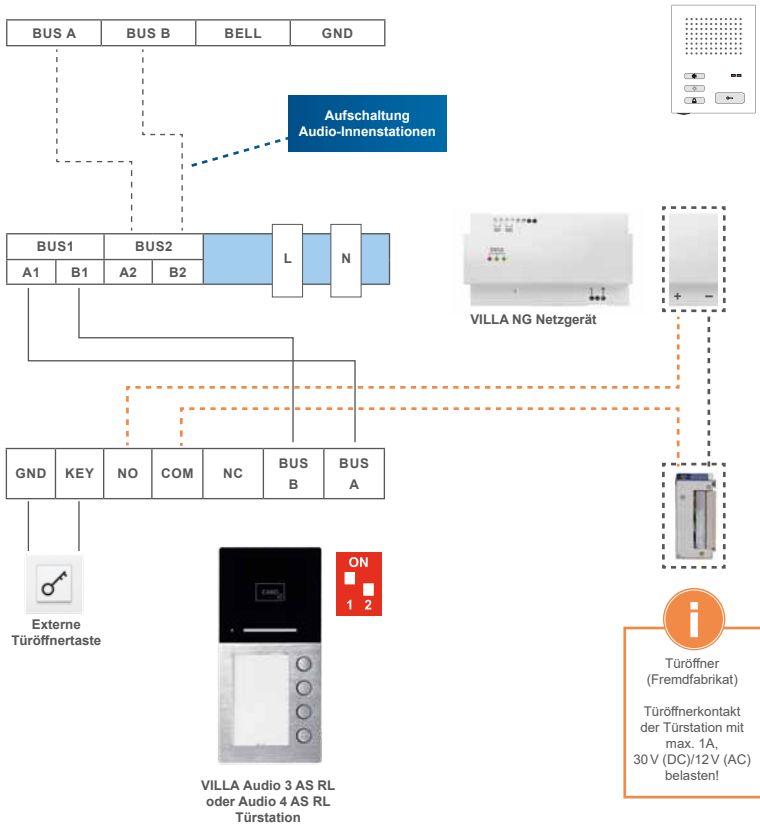 BUS A BUS B BELL GND
Aufschaltung
Audio-Innenstationen
BUS1 BUS2
A1 B1 A2 B2 L N
+ −
VILLA NG Netzgerät
GND KEY NO COM NC BUS B BUS A
Externe
Türöffnertaste
CARD
ON
1 2
VILLA Audio 3 AS RL
oder Audio 4 AS RL
Türstation
i
Türöffner
(Fremdfabrikat)
Türöffnerkontakt
der Türstation mit
max. 1A,
30 V (DC)/12 V (AC)
belasten!